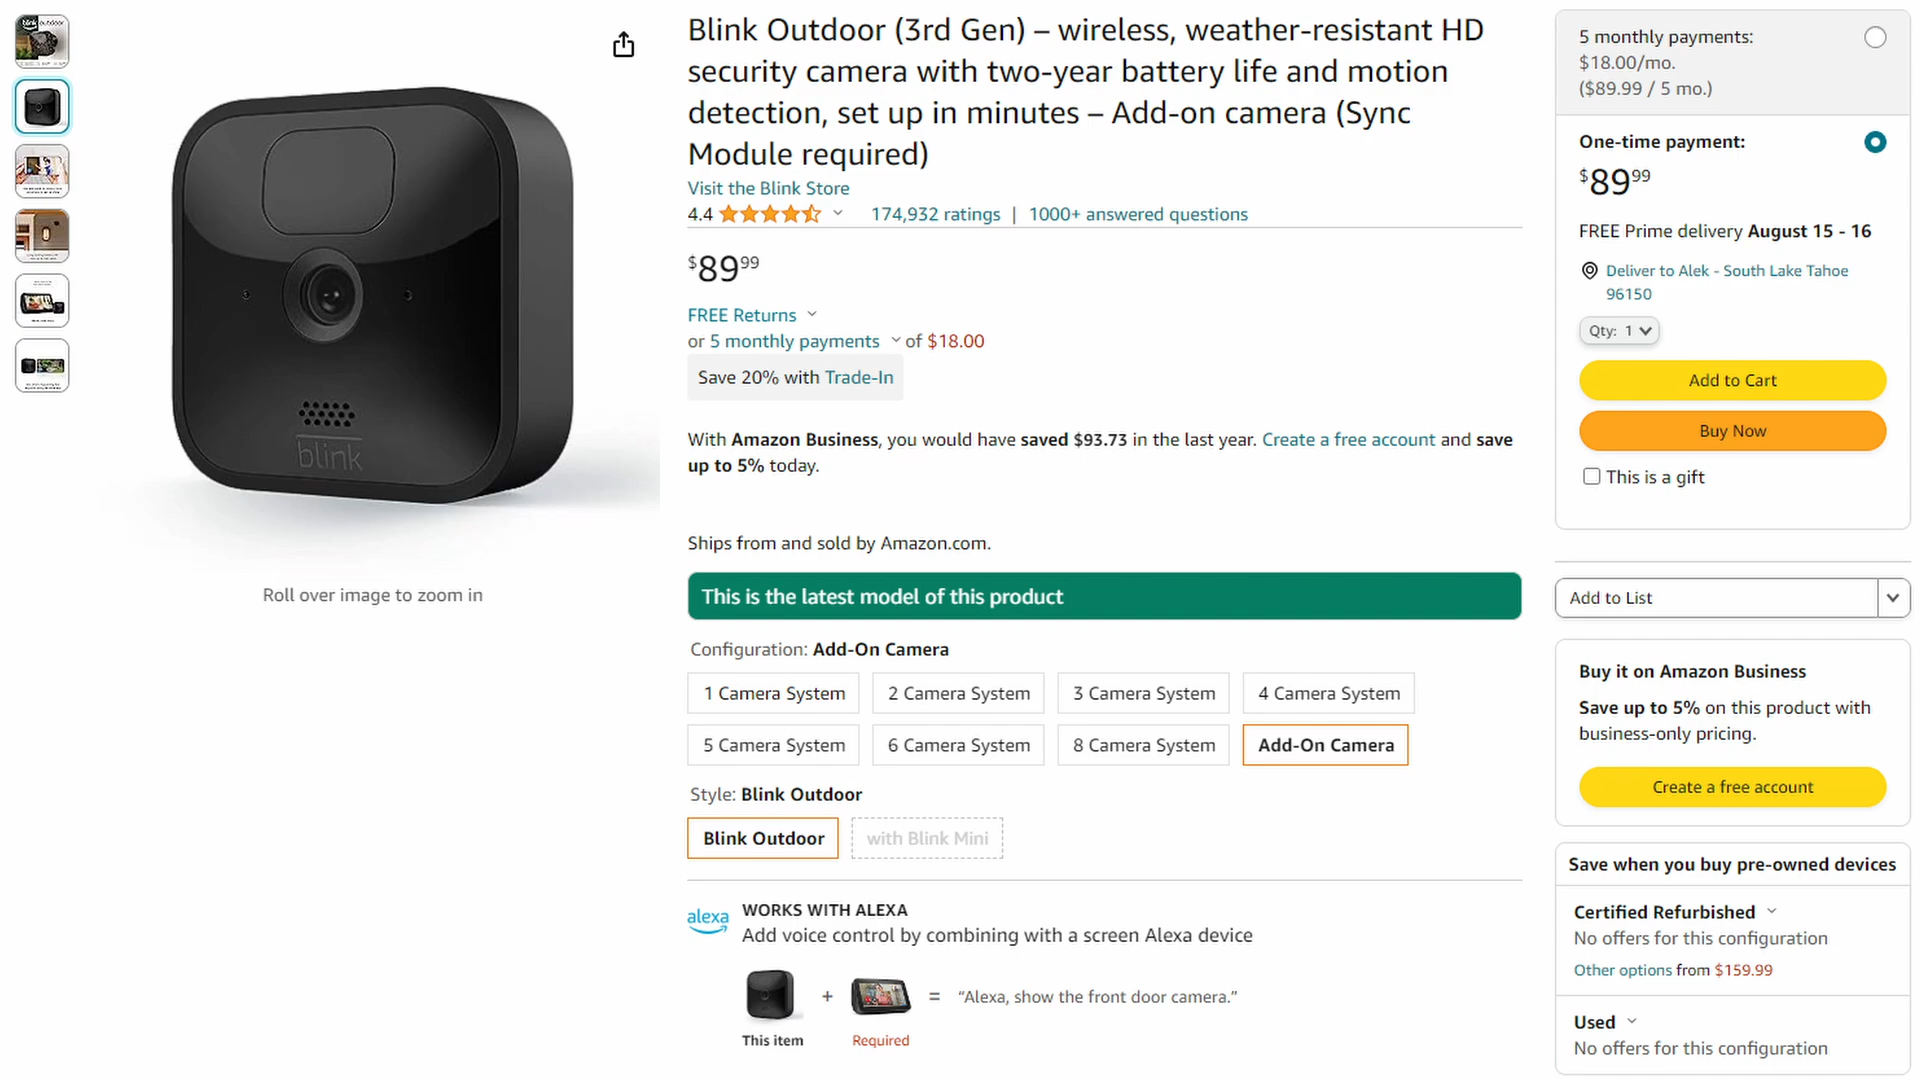 blink outdoor
blink
Roll over image to zoom in
Blink Outdoor (3rd Gen) – wireless, weather-resistant HD
security camera with two-year battery life and motion
detection, set up in minutes – Add-on camera (Sync
Module required)
Visit the Blink Store
4.4 174,932 ratings | 1000+ answered questions
$89.99
FREE Returns
or 5 monthly payments of $18.00
Save 20% with Trade-In
With Amazon Business, you would have saved $93.73 in the last year. Create a free account and save
up to 5% today.
Ships from and sold by Amazon.com.
This is the latest model of this product
Configuration: Add-On Camera
1 Camera System 2 Camera System 3 Camera System 4 Camera System
5 Camera System 6 Camera System 8 Camera System Add-On Camera
Style: Blink Outdoor
Blink Outdoor with Blink Mini
alexa
WORKS WITH ALEXA
Add voice control by combining with a screen Alexa device
+ = “Alexa, show the front door camera.”
This item Required
5 monthly payments:
$18.00/mo.
($89.99 / 5 mo.)
One-time payment:
$89.99
FREE Prime delivery August 15 - 16
Deliver to Alek - South Lake Tahoe
96150
Qty: 1
Add to Cart
Buy Now
This is a gift
Add to List
Buy it on Amazon Business
Save up to 5% on this product with
business-only pricing.
Create a free account
Save when you buy pre-owned devices
Certified Refurbished
No offers for this configuration
Other options from $159.99
Used
No offers for this configuration